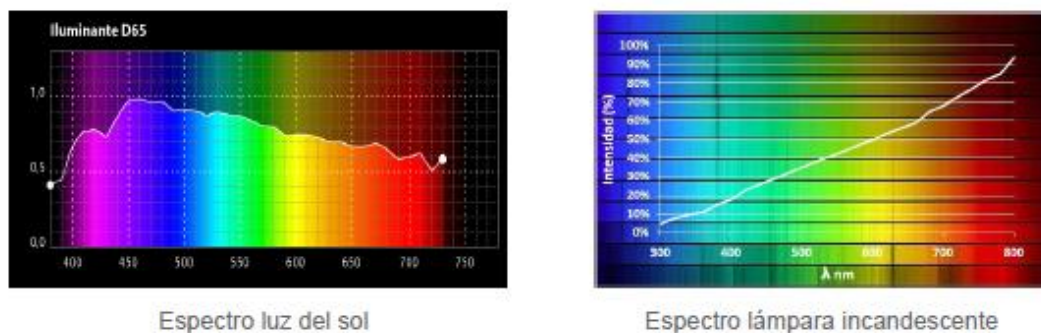 Iluminante D65
1,0
0,5
0,0
400 450 500 550 600 650 700 750
Espectro luz del sol
100%
90%
80%
70%
60%
50%
40%
30%
20%
10%
0%
Intensidad (%)
300 400 500 600 700 800
λ nm
Espectro lámpara incandescente